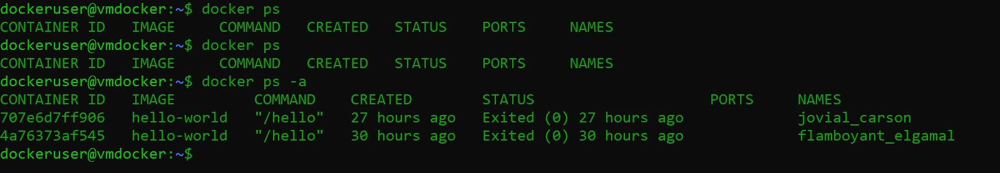 dockeruser@vmdocker:~$ docker ps
CONTAINER ID   IMAGE     COMMAND   CREATED   STATUS    PORTS     NAMES
dockeruser@vmdocker:~$ docker ps
CONTAINER ID   IMAGE     COMMAND   CREATED   STATUS    PORTS     NAMES
dockeruser@vmdocker:~$ docker ps -a
CONTAINER ID   IMAGE         COMMAND    CREATED        STATUS                    PORTS     NAMES
707e6d7ff906   hello-world   "/hello"   27 hours ago   Exited (0) 27 hours ago             jovial_carson
4a76373af545   hello-world   "/hello"   30 hours ago   Exited (0) 30 hours ago             flamboyant_elgamal
dockeruser@vmdocker:~$